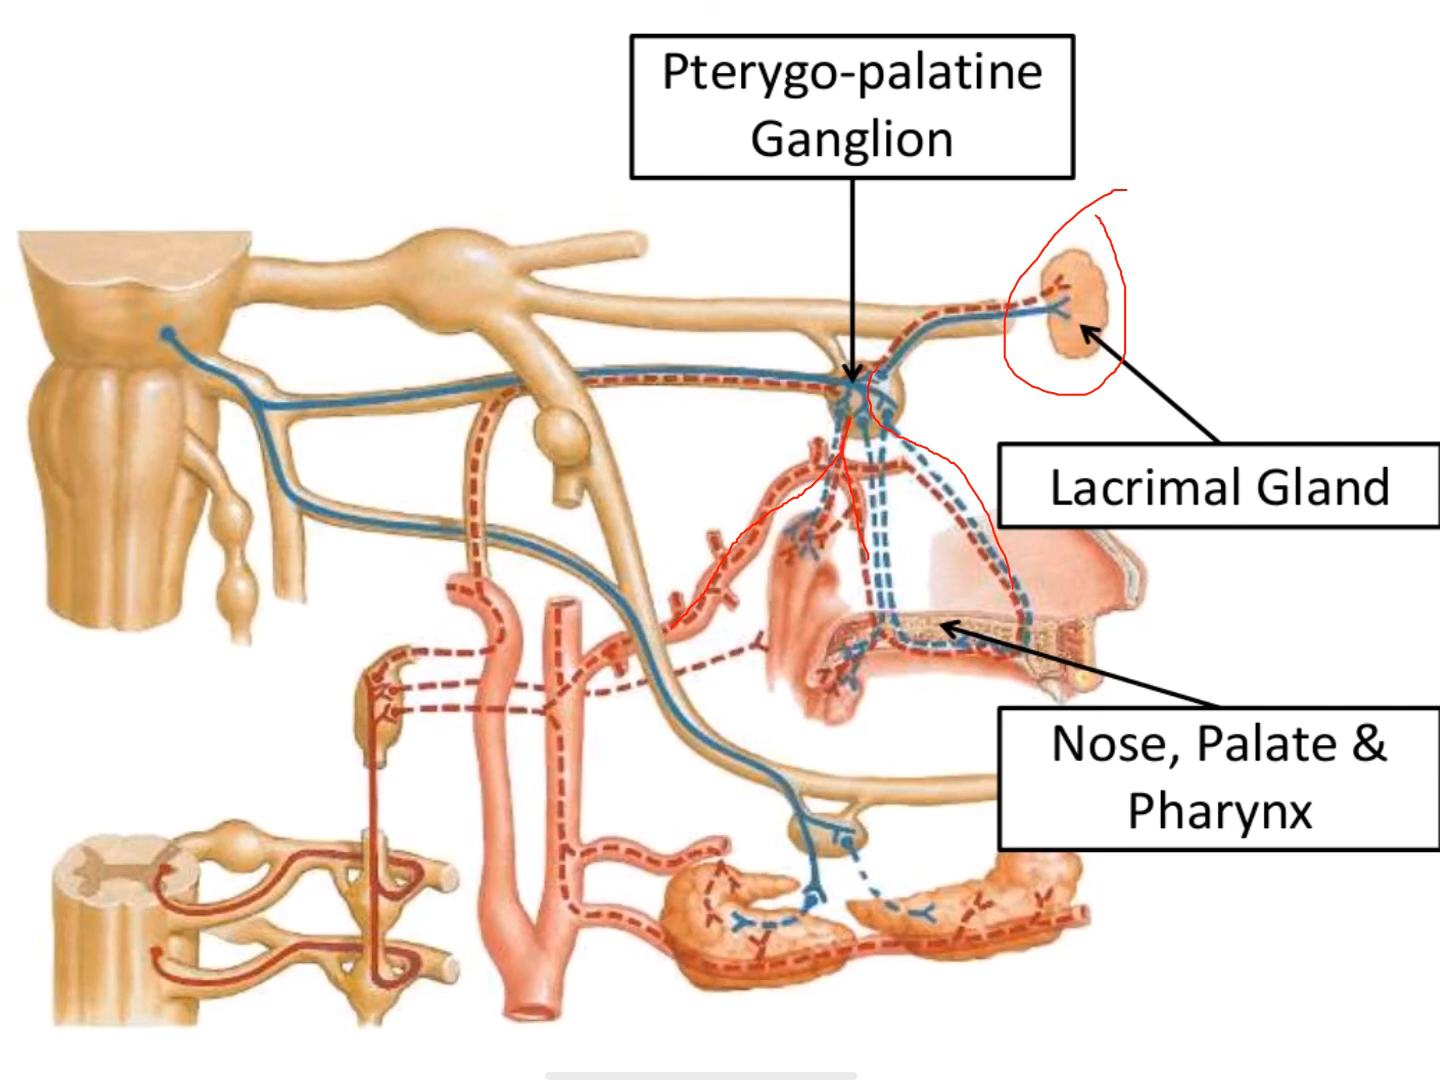 Pterygo-palatine
Ganglion
Lacrimal Gland
Nose, Palate &
Pharynx